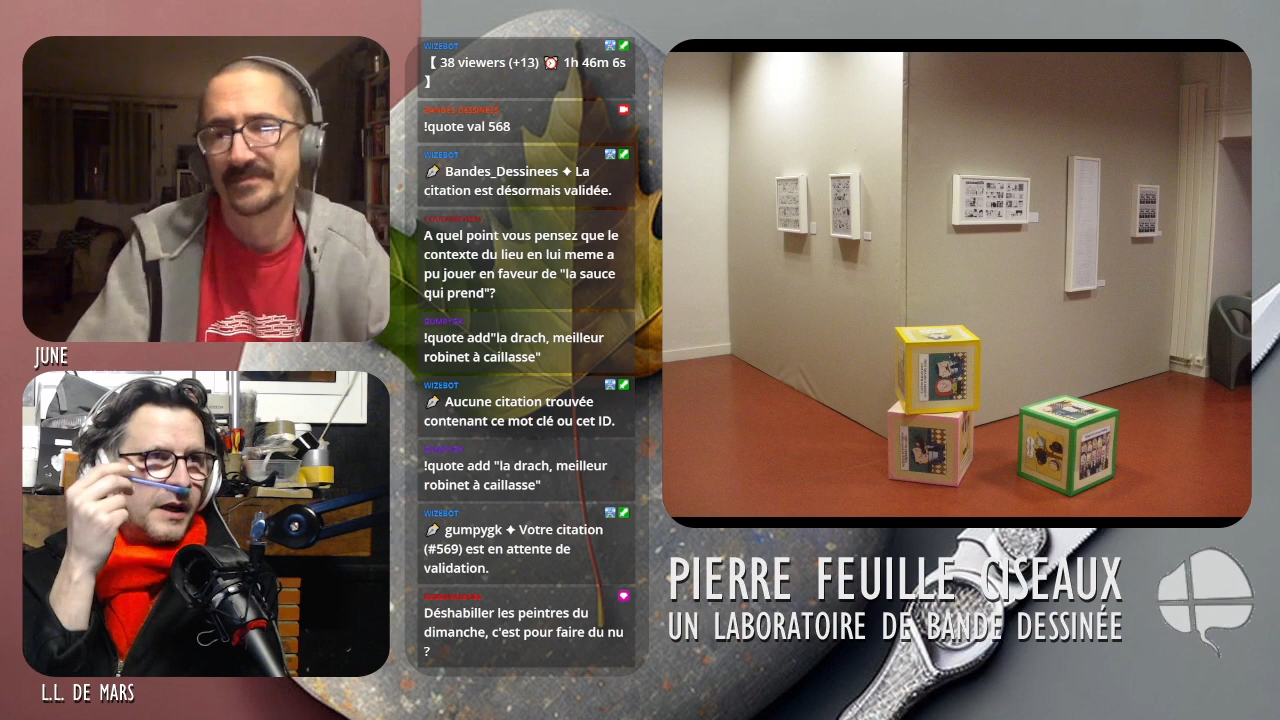 WIZEBOT
【 38 viewers (+13) ⏰ 1h 46m 6s
】
BANDES DESSINEES
!quote val 568
WIZEBOT
Bandes_Dessinees ✦ La
citation est désormais validée.
A quel point vous pensez que le
contexte du lieu en lui meme a
pu jouer en faveur de "la sauce
qui prend"?
GUMPYGK
!quote add"la drach, meilleur
robinet à caillasse"
WIZEBOT
Aucune citation trouvée
contenant ce mot clé ou cet ID.
GUMPYGK
!quote add "la drach, meilleur
robinet à caillasse"
WIZEBOT
gumpygk ✦ Votre citation
(#569) est en attente de
validation.
Déshabiller les peintres du
dimanche, c'est pour faire du nu
?
JUNE
L.L. DE MARS
PIERRE FEUILLE CISEAUX
UN LABORATOIRE DE BANDE DESSINÉE